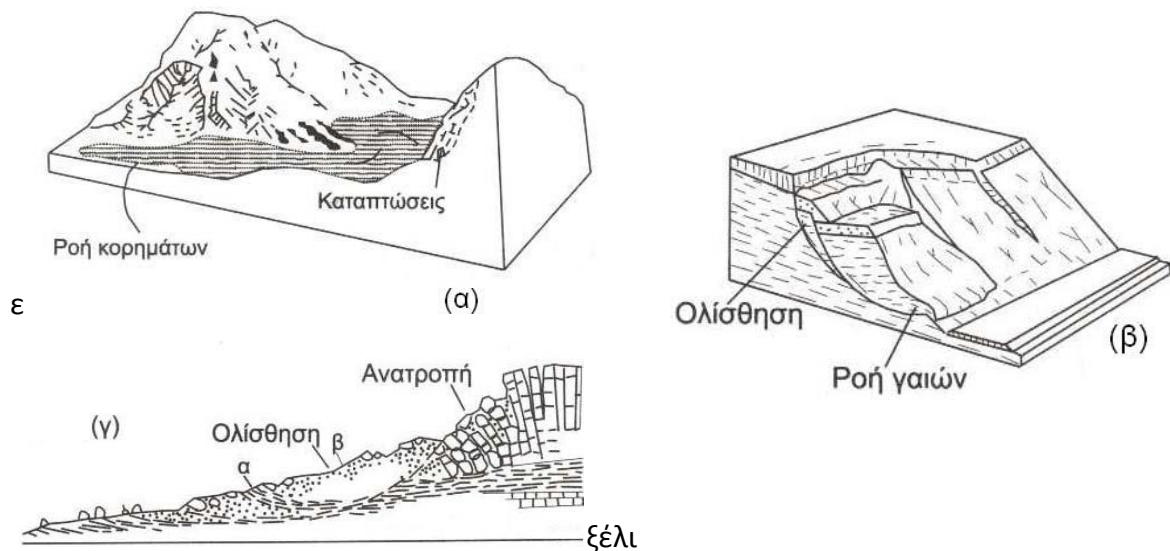 Καταπτώσεις
Ροή κορημάτων
ε
(α)
Ολίσθηση
Ροή γαιών
(β)
Ανατροπή
(γ)
Ολίσθηση
β
α
ξέλι